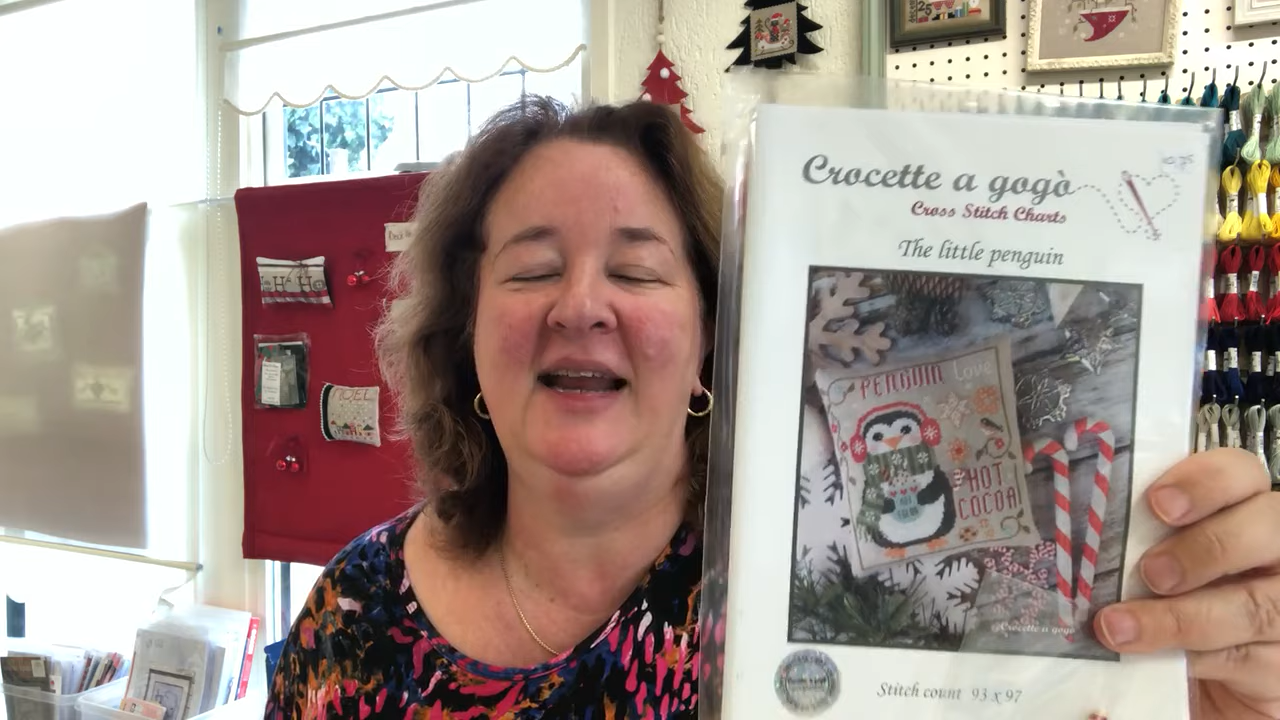 Crocette a gogò
Cross Stitch Charts
The little penguin
PENGUIN love
HOT
COCOA
©Crocette a gogò
Stitch count 93 x 97
NOEL